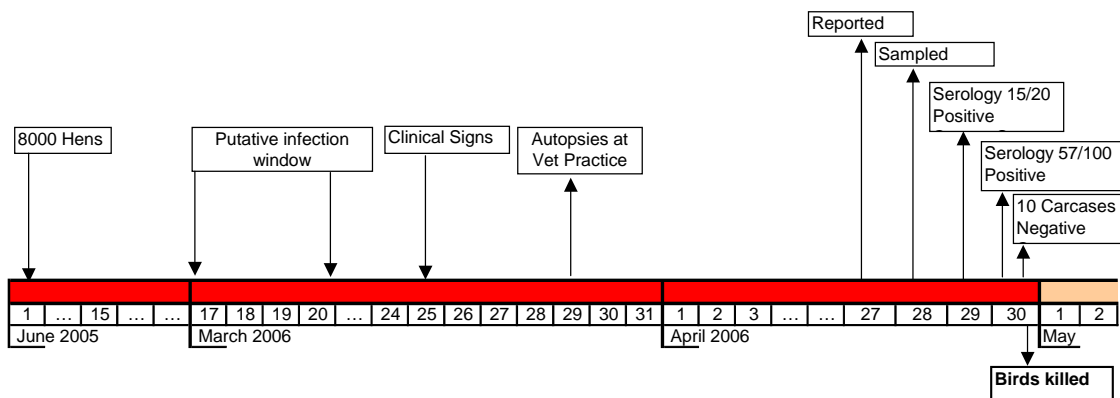 Reported
Sampled
Serology 15/20
Positive
8000 Hens
Putative infection
window
Clinical Signs
Autopsies at
Vet Practice
Serology 57/100
Positive
10 Carcases
Negative
1 … 15 … … 17 18 19 20 … 24 25 26 27 28 29 30 31 1 2 3 … … 27 28 29 30 1 2
June 2005 March 2006 April 2006 May
Birds killed